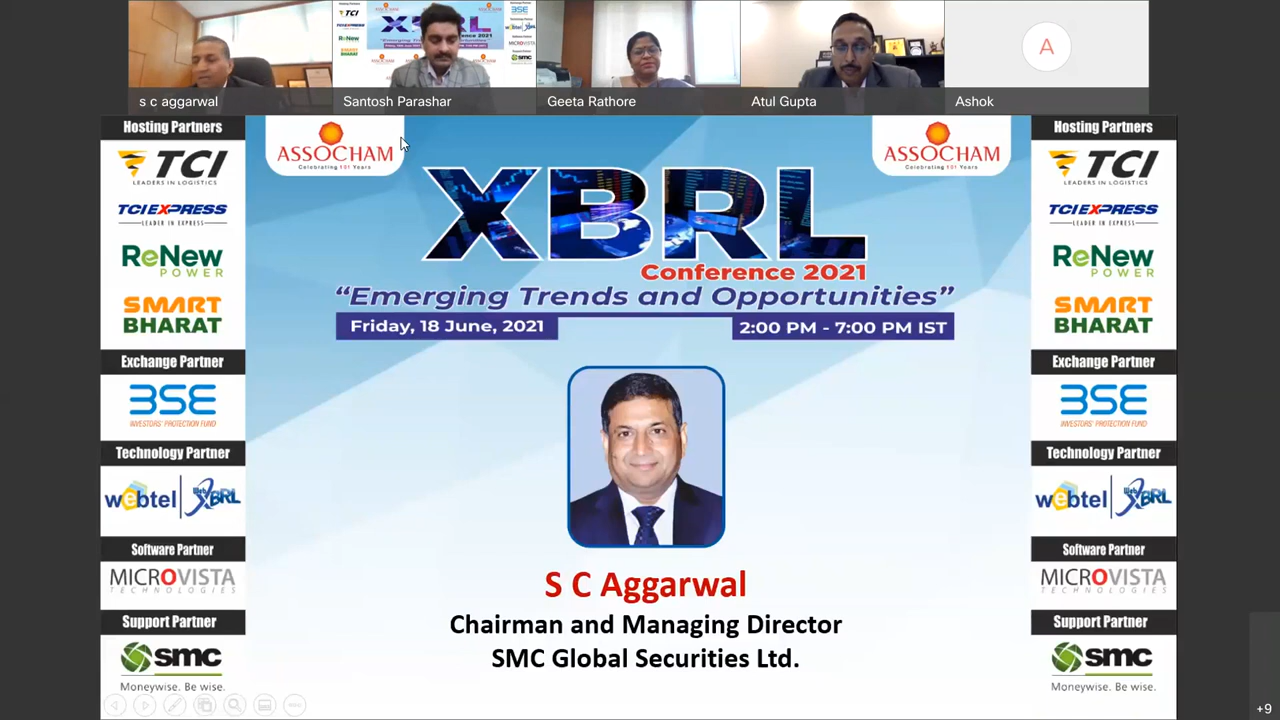 s c aggarwal
Santosh Parashar
Geeta Rathore
Atul Gupta
A
Ashok
Hosting Partners
TCI
LEADERS IN LOGISTICS
TCIEXPRESS
LEADER IN EXPRESS
ReNew
POWER
SMART
BHARAT
Exchange Partner
BSE
INVESTORS' PROTECTION FUND
Technology Partner
webtel
Web XBRL
Software Partner
MICROVISTA
TECHNOLOGIES
Support Partner
smc
Moneywise. Be wise.
ASSOCHAM
Celebrating 101 Years
ASSOCHAM
Celebrating 101 Years
XBRL
Conference 2021
"Emerging Trends and Opportunities"
Friday, 18 June, 2021
2:00 PM - 7:00 PM IST
S C Aggarwal
Chairman and Managing Director
SMC Global Securities Ltd.
Hosting Partners
TCI
LEADERS IN LOGISTICS
TCIEXPRESS
LEADER IN EXPRESS
ReNew
POWER
SMART
BHARAT
Exchange Partner
BSE
INVESTORS' PROTECTION FUND
Technology Partner
webtel
Web XBRL
Software Partner
MICROVISTA
TECHNOLOGIES
Support Partner
smc
Moneywise. Be wise.
+9